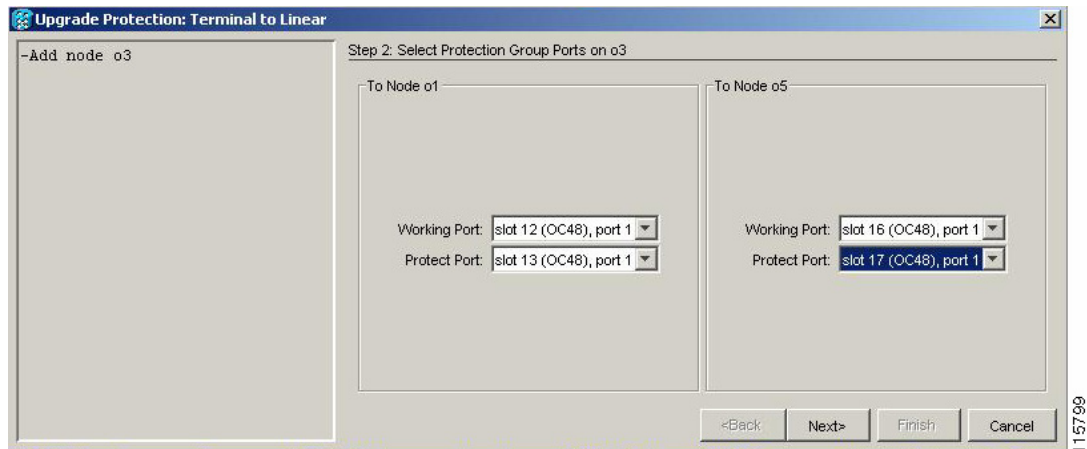 Upgrade Protection: Terminal to Linear
-Add node o3
Step 2: Select Protection Group Ports on o3
To Node o1
Working Port: slot 12 (OC48), port 1
Protect Port: slot 13 (OC48), port 1
To Node o5
Working Port: slot 16 (OC48), port 1
Protect Port: slot 17 (OC48), port 1
<Back
Next>
Finish
Cancel
115799